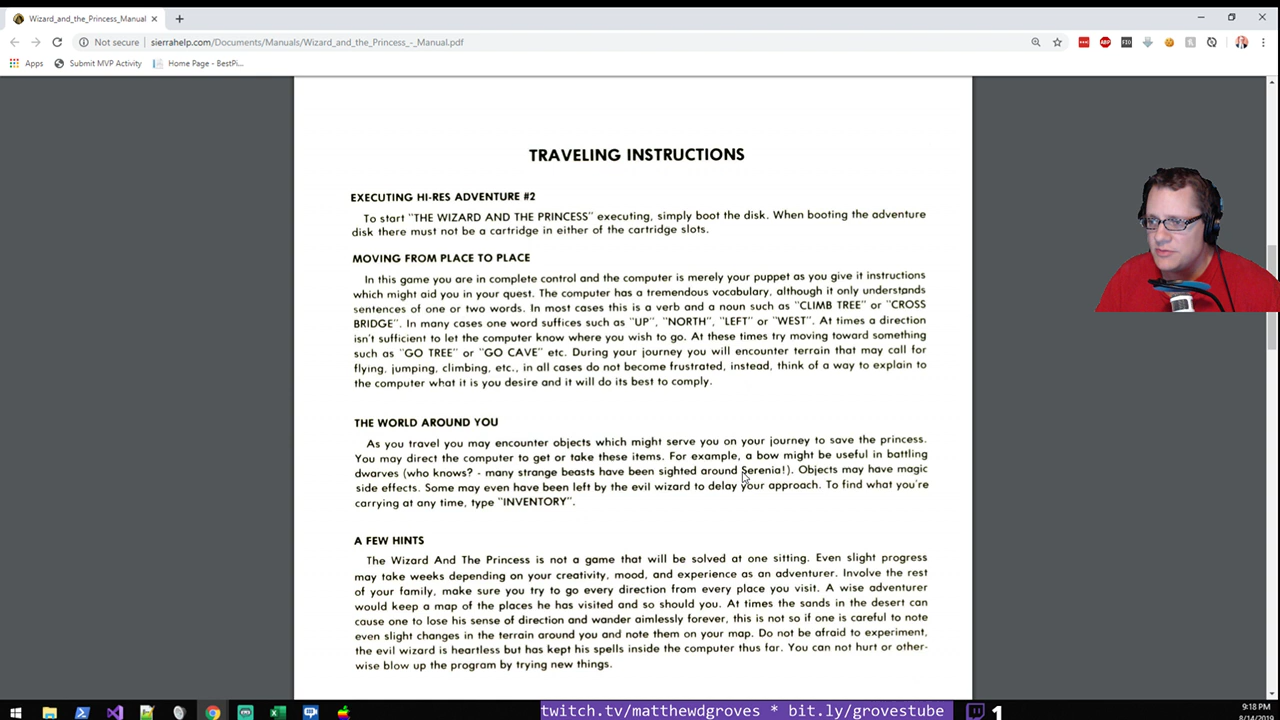 Wizard_and_the_Princess_Manual
Not secure | sierrahelp.com/Documents/Manuals/Wizard_and_the_Princess_-_Manual.pdf
Apps Submit MVP Activity Home Page - BestPi...
TRAVELING INSTRUCTIONS
EXECUTING HI-RES ADVENTURE #2
To start "THE WIZARD AND THE PRINCESS" executing, simply boot the disk. When booting the adventure
disk there must not be a cartridge in either of the cartridge slots.
MOVING FROM PLACE TO PLACE
In this game you are in complete control and the computer is merely your puppet as you give it instructions
which might aid you in your quest. The computer has a tremendous vocabulary, although it only understands
sentences of one or two words. In most cases this is a verb and a noun such as "CLIMB TREE" or "CROSS
BRIDGE". In many cases one word suffices such as "UP", "NORTH", "LEFT" or "WEST". At times a direction
isn't sufficient to let the computer know where you wish to go. At these times try moving toward something
such as "GO TREE" or "GO CAVE" etc. During your journey you will encounter terrain that may call for
flying, jumping, climbing, etc., in all cases do not become frustrated, instead, think of a way to explain to
the computer what it is you desire and it will do its best to comply.
THE WORLD AROUND YOU
As you travel you may encounter objects which might serve you on your journey to save the princess.
You may direct the computer to get or take these items. For example, a bow might be useful in battling
dwarves (who knows? - many strange beasts have been sighted around Serenia!). Objects may have magic
side effects. Some may even have been left by the evil wizard to delay your approach. To find what you're
carrying at any time, type "INVENTORY".
A FEW HINTS
The Wizard And The Princess is not a game that will be solved at one sitting. Even slight progress
may take weeks depending on your creativity, mood, and experience as an adventurer. Involve the rest
of your family, make sure you try to go every direction from every place you visit. A wise adventurer
would keep a map of the places he has visited and so should you. At times the sands in the desert can
cause one to lose his sense of direction and wander aimlessly forever, this is not so if one is careful to note
even slight changes in the terrain around you and note them on your map. Do not be afraid to experiment,
the evil wizard is heartless but has kept his spells inside the computer thus far. You can not hurt or other-
wise blow up the program by trying new things.
twitch.tv/matthewdgroves * bit.ly/grovestube 1
9:18 PM